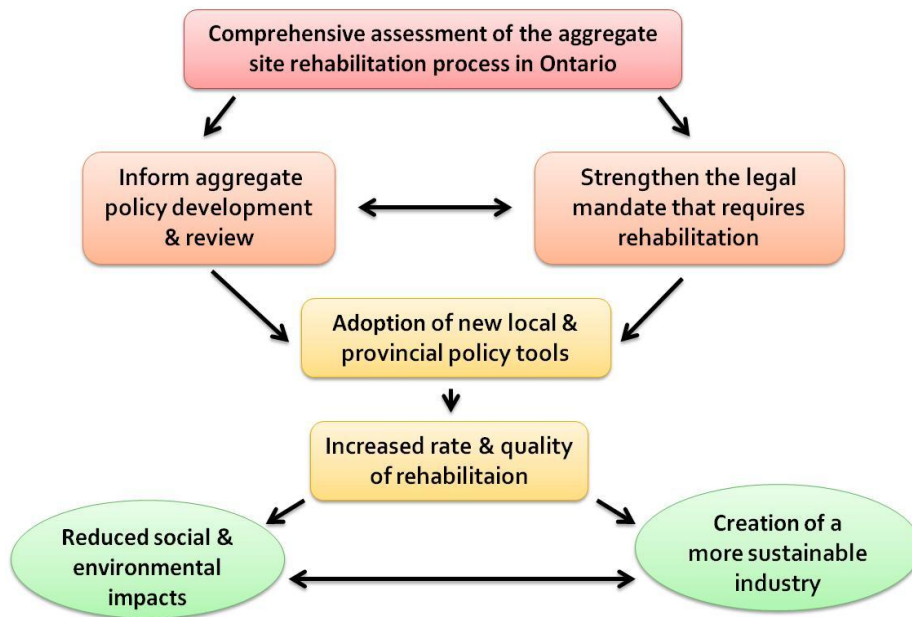 Comprehensive assessment of the aggregate
site rehabilitation process in Ontario
Inform aggregate
policy development
& review
Strengthen the legal
mandate that requires
rehabilitation
Adoption of new local &
provincial policy tools
Increased rate & quality
of rehabilitaion
Reduced social &
environmental
impacts
Creation of a
more sustainable
industry